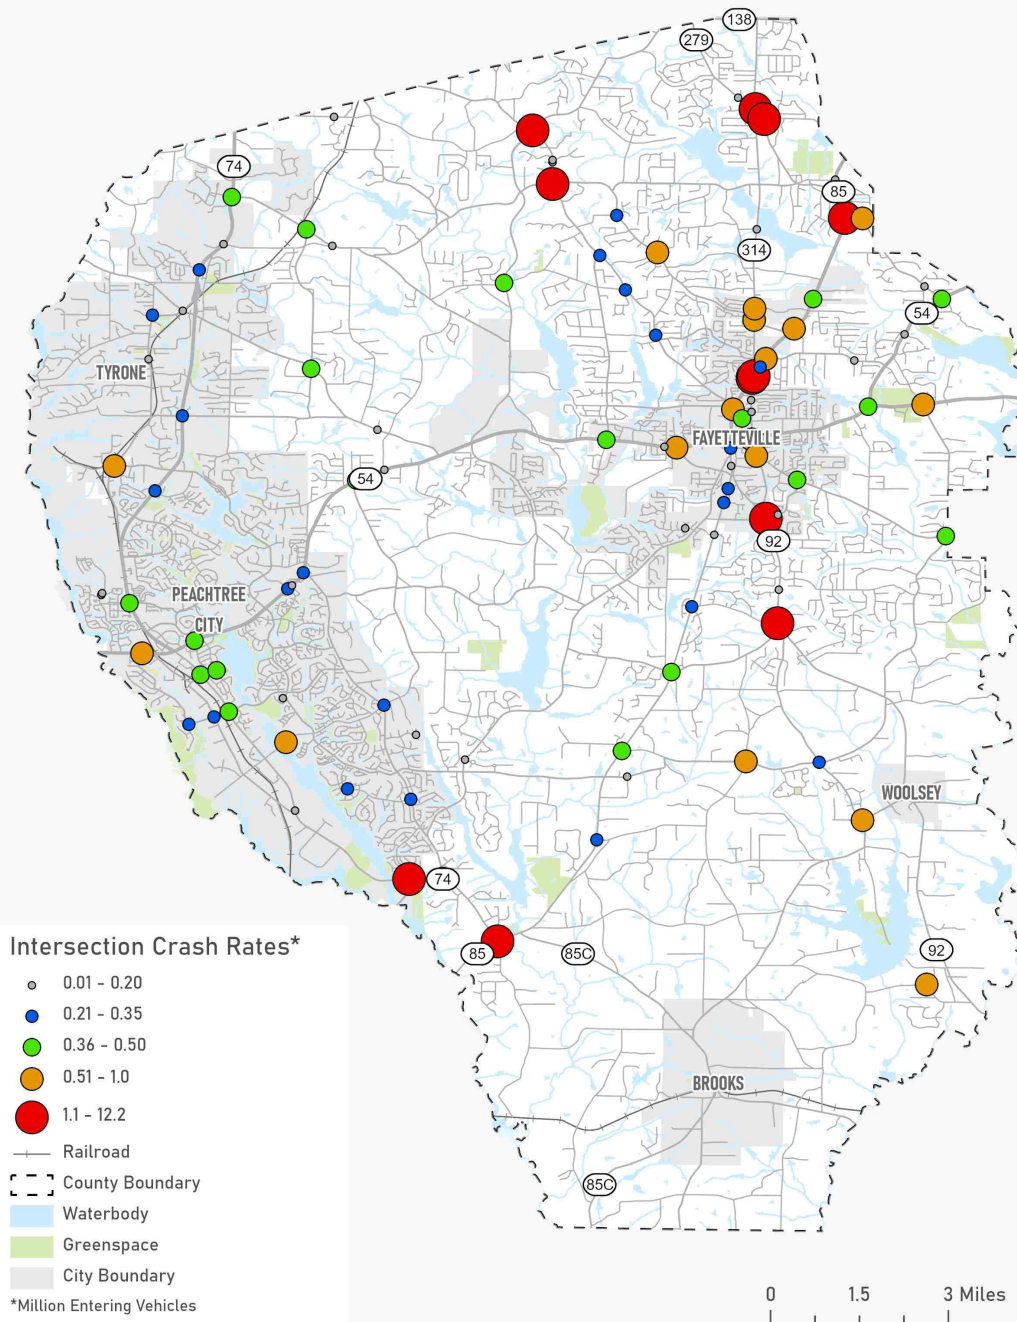 138
279
74
85
314
54
TYRONE
FAYETTEVILLE
54
92
PEACHTREE
CITY
WOOLSEY
74
85
85C
92
BROOKS
85C
Intersection Crash Rates*
0.01 - 0.20
0.21 - 0.35
0.36 - 0.50
0.51 - 1.0
1.1 - 12.2
Railroad
County Boundary
Waterbody
Greenspace
City Boundary
*Million Entering Vehicles
0 1.5 3 Miles